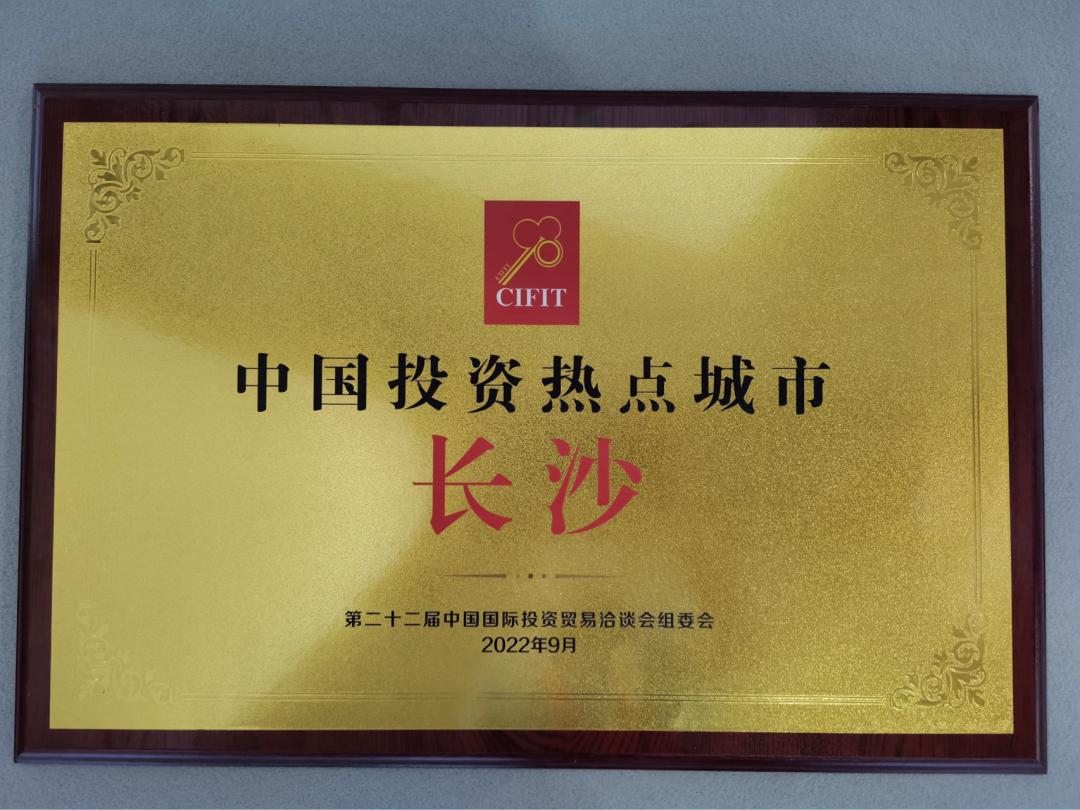 CIFIT
CIFIT
中国投资热点城市
长沙
第二十二届中国国际投资贸易洽谈会组委会
2022年9月